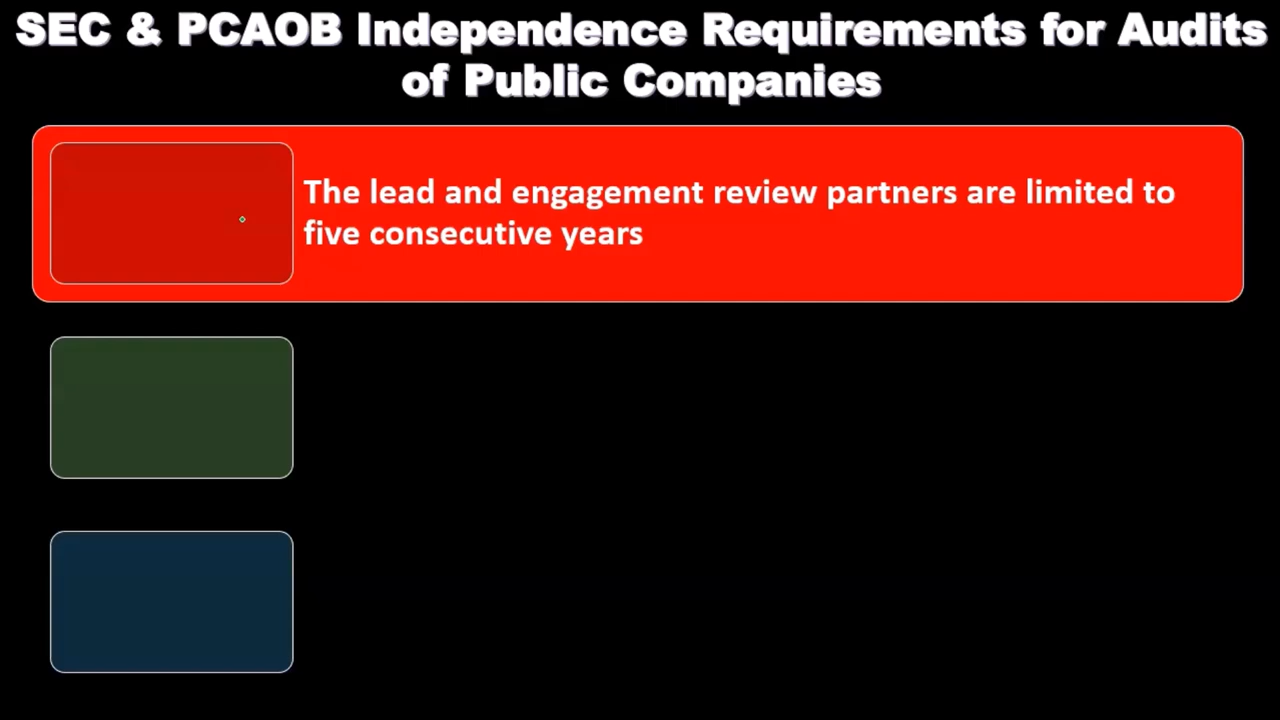 SEC & PCAOB Independence Requirements for Audits
of Public Companies
The lead and engagement review partners are limited to
five consecutive years